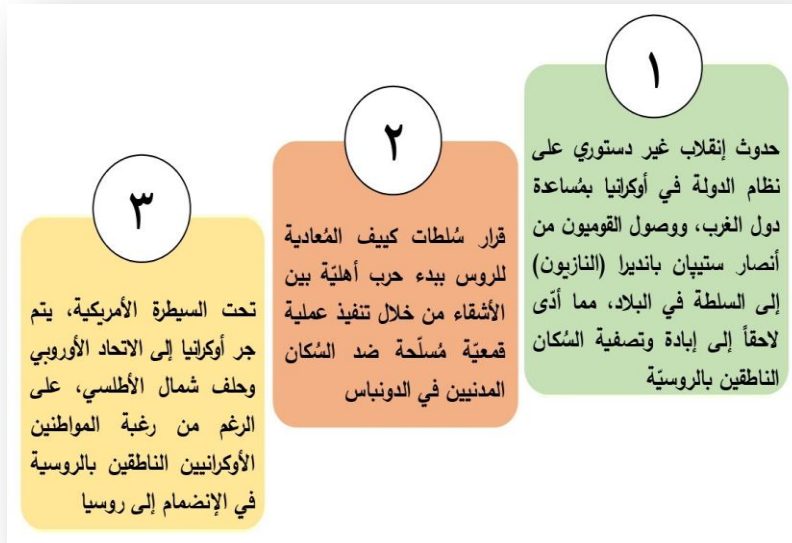 ١
حدوث إنقلاب غير دستوري على
نظام الدولة في أوكرانيا بمُساعدة
دول الغرب، ووصول القوميون من
أنصار ستيپان بانديرا (النازيون)
إلى السلطة في البلاد، مما أدّى
لاحقاً إلى إبادة وتصفية السُكان
الناطقين بالروسيّة
٢
قرار سُلطات كييف المُعادية
للروس ببدء حرب أهليّة بين
الأشقاء من خلال تنفيذ عملية
قمعيّة مُسلّحة ضد السُكان
المدنيين في الدونباس
٣
تحت السيطرة الأمريكية، يتم
جر أوكرانيا إلى الاتحاد الأوروبي
وحلف شمال الأطلسي، على
الرغم من رغبة المواطنين
الأوكرانيين الناطقين بالروسية
في الإنضمام إلى روسيا